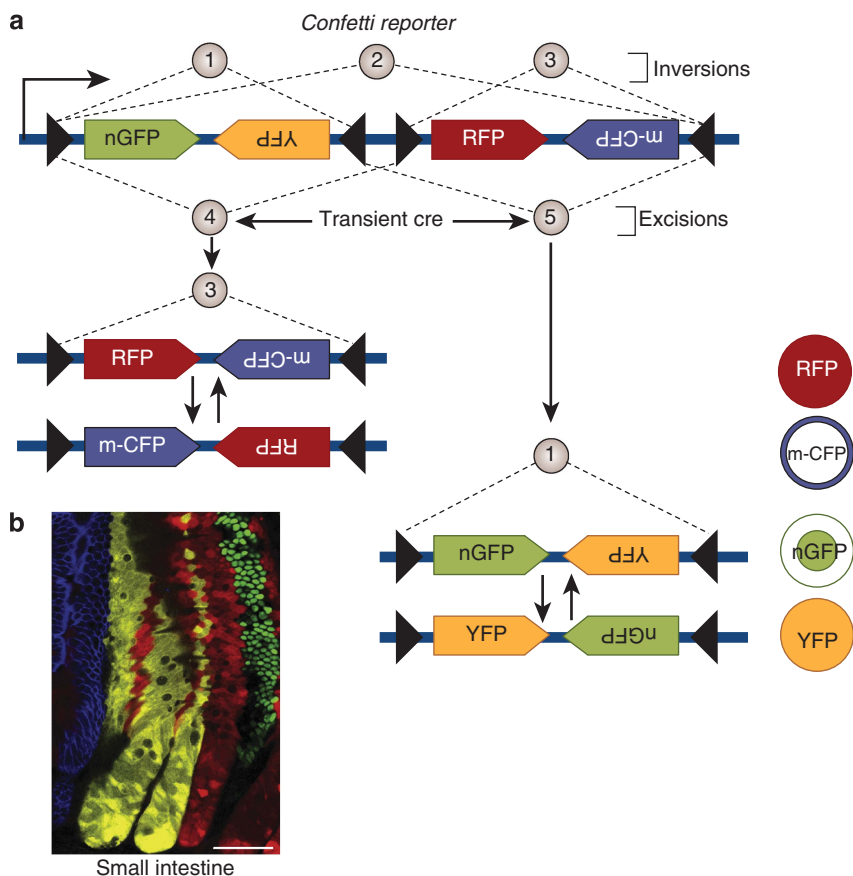 a
Confetti reporter
1 2 3
Inversions
nGFP YFP RFP m-CFP
4 Transient cre 5
Excisions
3
RFP m-CFP
m-CFP RFP
1
nGFP YFP
YFP nGFP
RFP
m-CFP
nGFP
YFP
b
Small intestine